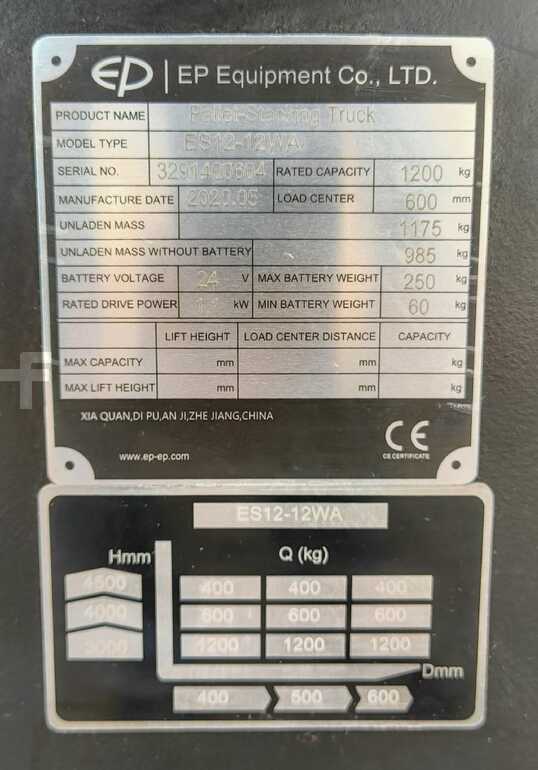 EP | EP Equipment Co., LTD.
PRODUCT NAME Pallet Stacking Truck
MODEL TYPE ES12-12WA
SERIAL NO. RATED CAPACITY 1200 kg
MANUFACTURE DATE 2020.05 LOAD CENTER 600 mm
UNLADEN MASS 1175 kg
UNLADEN MASS WITHOUT BATTERY 985 kg
BATTERY VOLTAGE 24 V MAX BATTERY WEIGHT 250 kg
RATED DRIVE POWER kW MIN BATTERY WEIGHT 60 kg
LIFT HEIGHT LOAD CENTER DISTANCE CAPACITY
MAX CAPACITY mm mm kg
MAX LIFT HEIGHT mm mm kg
XIA QUAN,DI PU,AN JI,ZHE JIANG,CHINA
www.ep-ep.com
CE
CE CERTIFICATE
ES12-12WA
Hmm Q (kg)
4500 400 400 400
4000 600 600 600
3000 1200 1200 1200
Dmm
400 500 600